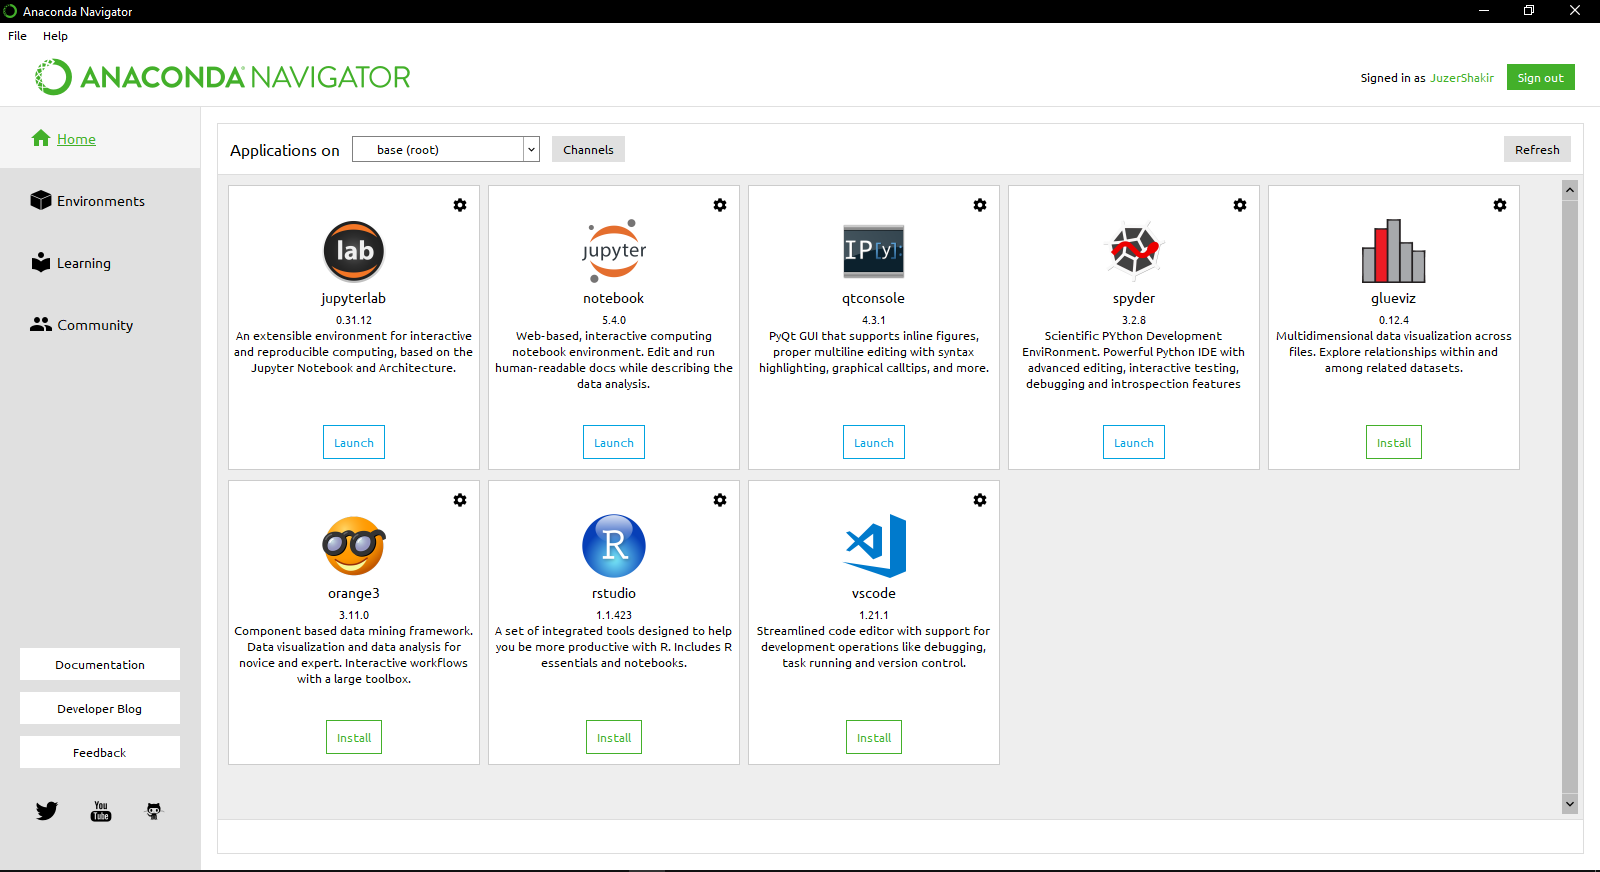 Anaconda Navigator
File Help
ANACONDA NAVIGATOR
Signed in as JuzerShakir Sign out
Home
Environments
Learning
Community
Documentation
Developer Blog
Feedback
You
Tube
Applications on base (root) Channels Refresh
lab
jupyterlab
0.31.12
An extensible environment for interactive
and reproducible computing, based on the
Jupyter Notebook and Architecture.
Launch
jupyter
notebook
5.4.0
Web-based, interactive computing
notebook environment. Edit and run
human-readable docs while describing the
data analysis.
Launch
IP[y]:
qtconsole
4.3.1
PyQt GUI that supports inline figures,
proper multiline editing with syntax
highlighting, graphical calltips, and more.
Launch
spyder
3.2.8
Scientific PYthon Development
EnviRonment. Powerful Python IDE with
advanced editing, interactive testing,
debugging and introspection features
Launch
glueviz
0.12.4
Multidimensional data visualization across
files. Explore relationships within and
among related datasets.
Install
orange3
3.11.0
Component based data mining framework.
Data visualization and data analysis for
novice and expert. Interactive workflows
with a large toolbox.
Install
R
rstudio
1.1.423
A set of integrated tools designed to help
you be more productive with R. Includes R
essentials and notebooks.
Install
vscode
1.21.1
Streamlined code editor with support for
development operations like debugging,
task running and version control.
Install